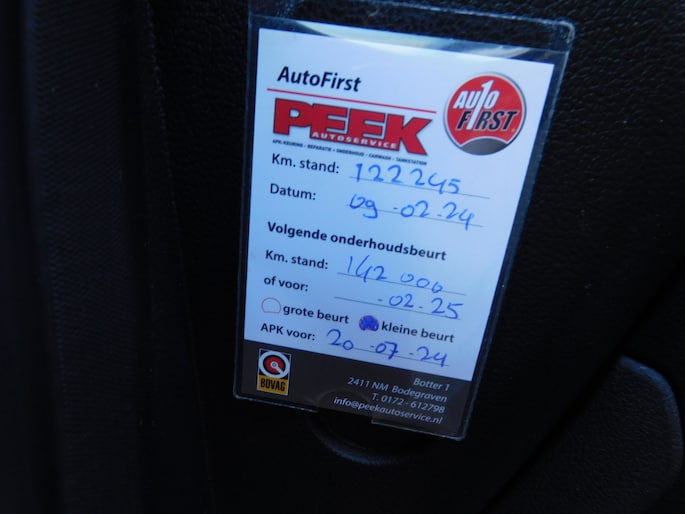 AutoFirst
AUTO FIRST
PEEK
AUTOSERVICE
APK-KEURING • REPARATIE • ONDERHOUD • CARWASH • TANKSTATION
Km. stand: 122245
Datum: 09-02-24
Volgende onderhoudsbeurt
Km. stand: 142 000
of voor: -02-25
grote beurt kleine beurt
APK voor: 20-07-24
BOVAG
Botter 1
2411 NM Bodegraven
T. 0172 - 612798
info@peekautoservice.nl